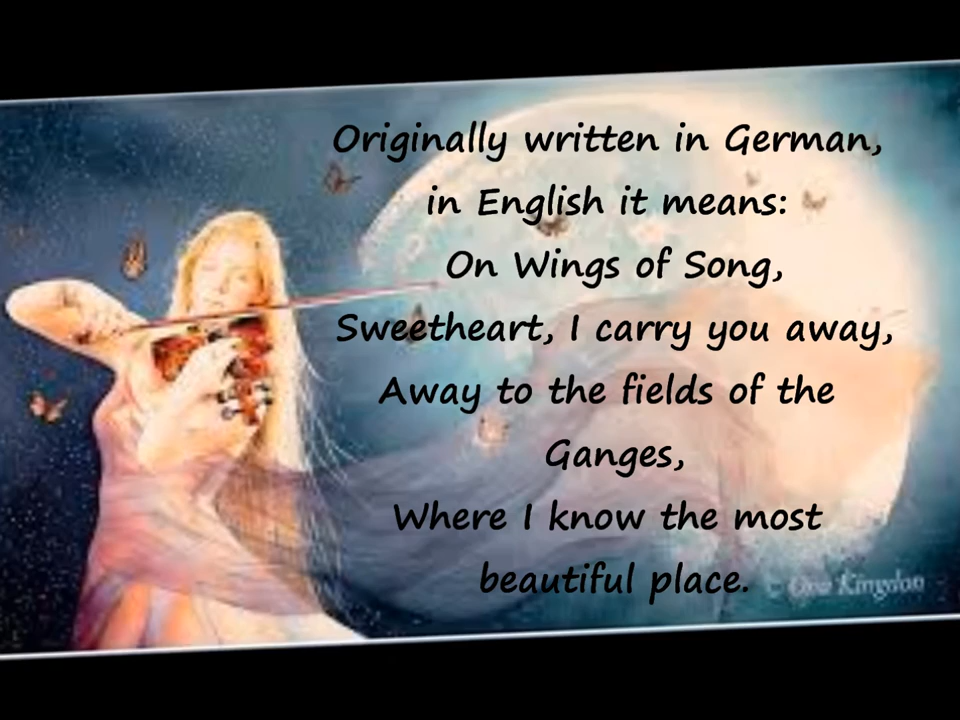 Originally written in German,
in English it means:
On Wings of Song,
Sweetheart, I carry you away,
Away to the fields of the
Ganges,
Where I know the most
beautiful place.
© Kingdon